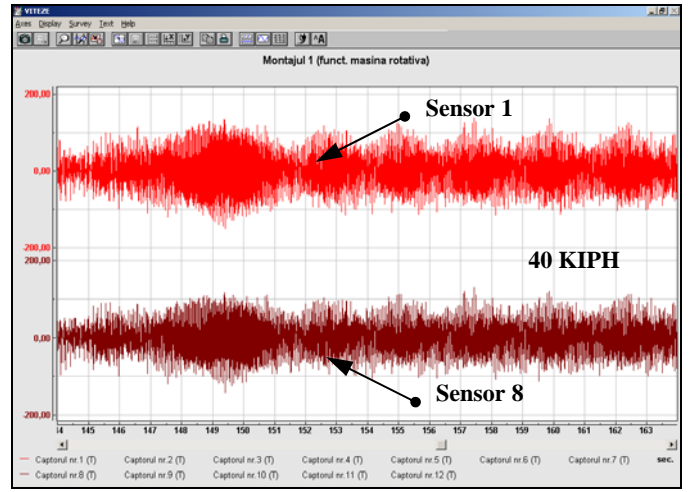 VITEZE
Axes Display Survey Text Help
Montajul 1 (funct. masina rotativa)
200,00
Sensor 1
0,00
-200,00
200,00
40 KIPH
0,00
Sensor 8
-200,00
4 145 146 147 148 149 150 151 152 153 154 155 156 157 158 159 160 161 162 163
Captorul nr.1 (T) Captorul nr.2 (T) Captorul nr.3 (T) Captorul nr.4 (T) Captorul nr.5 (T) Captorul nr.6 (T) Captorul nr.7 (T) sec.
Captorul nr.8 (T) Captorul nr.9 (T) Captorul nr.10 (T) Captorul nr.11 (T) Captorul nr.12 (T)